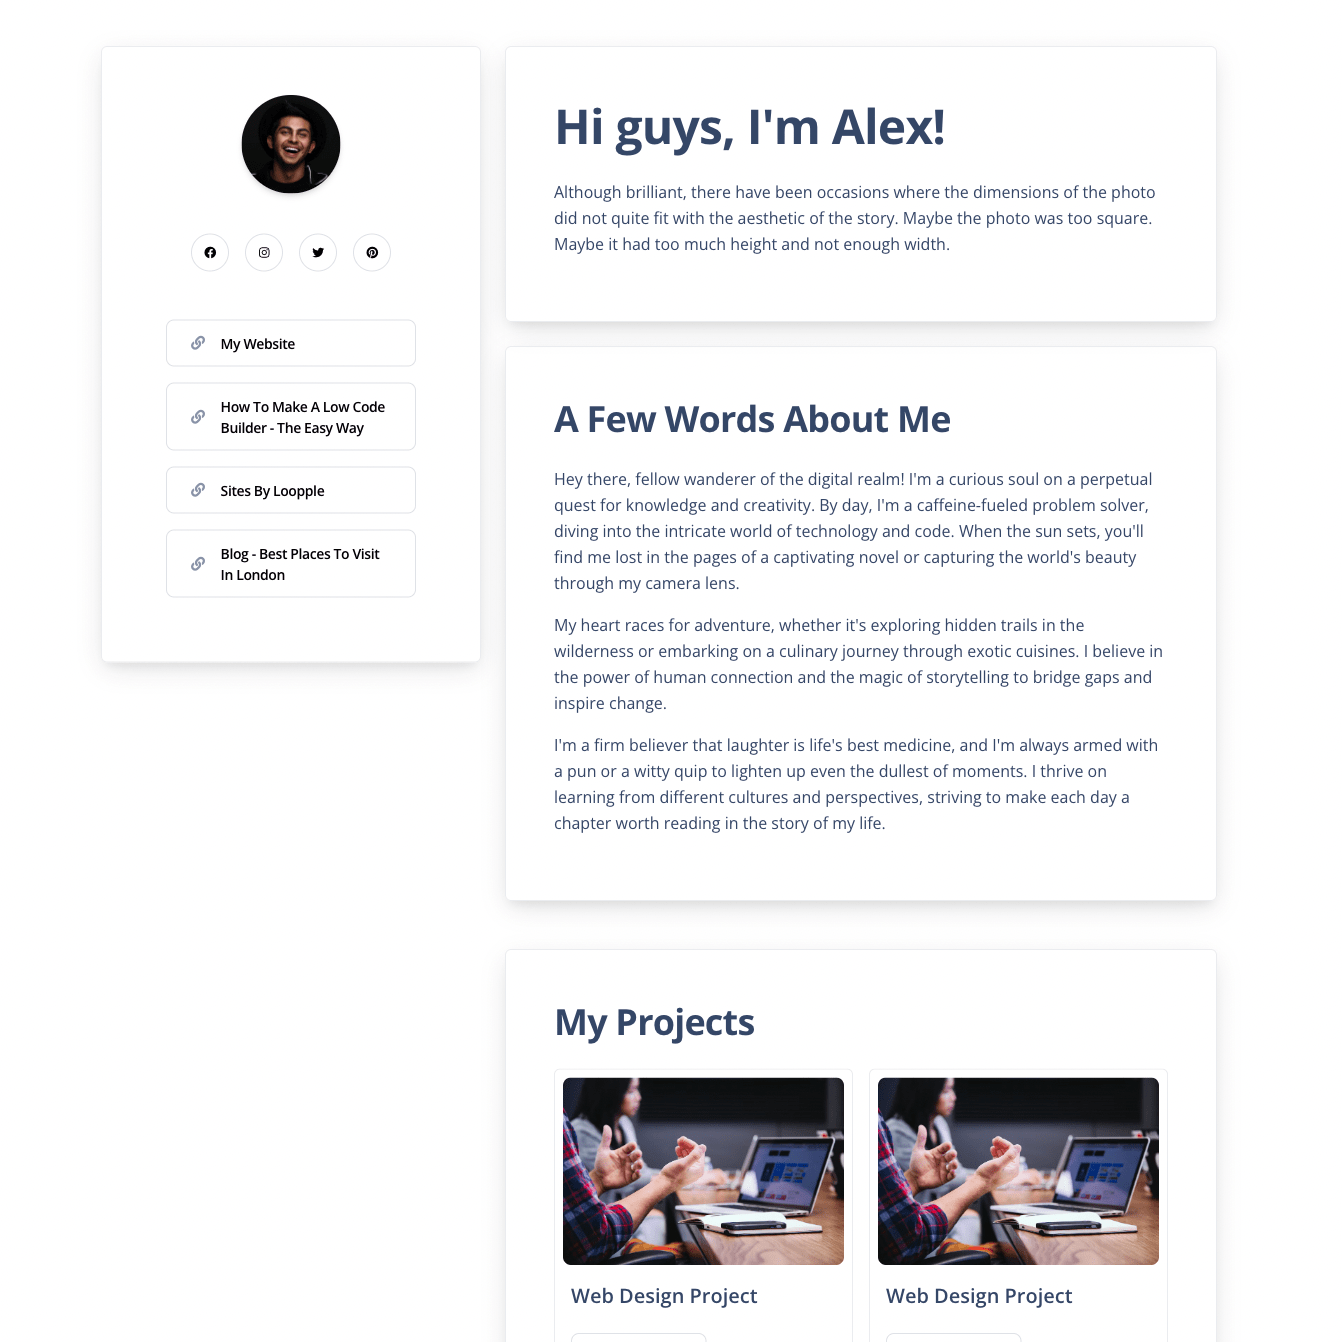 My Website
How To Make A Low Code
Builder - The Easy Way
Sites By Loopple
Blog - Best Places To Visit
In London
Hi guys, I'm Alex!
Although brilliant, there have been occasions where the dimensions of the photo
did not quite fit with the aesthetic of the story. Maybe the photo was too square.
Maybe it had too much height and not enough width.
A Few Words About Me
Hey there, fellow wanderer of the digital realm! I'm a curious soul on a perpetual
quest for knowledge and creativity. By day, I'm a caffeine-fueled problem solver,
diving into the intricate world of technology and code. When the sun sets, you'll
find me lost in the pages of a captivating novel or capturing the world's beauty
through my camera lens.
My heart races for adventure, whether it's exploring hidden trails in the
wilderness or embarking on a culinary journey through exotic cuisines. I believe in
the power of human connection and the magic of storytelling to bridge gaps and
inspire change.
I'm a firm believer that laughter is life's best medicine, and I'm always armed with
a pun or a witty quip to lighten up even the dullest of moments. I thrive on
learning from different cultures and perspectives, striving to make each day a
chapter worth reading in the story of my life.
My Projects
Web Design Project
Web Design Project